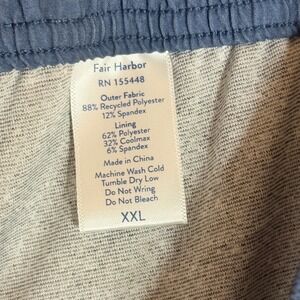 Fair Harbor
RN 155448
Outer Fabric
88% Recycled Polyester
12% Spandex
Lining
62% Polyester
32% Coolmax
6% Spandex
Made in China
Machine Wash Cold
Tumble Dry Low
Do Not Wring
Do Not Bleach
XXL